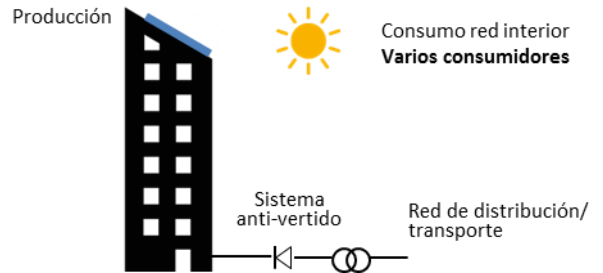 Producción
Consumo red interior
Varios consumidores
Sistema
anti-vertido
Red de distribución/
transporte